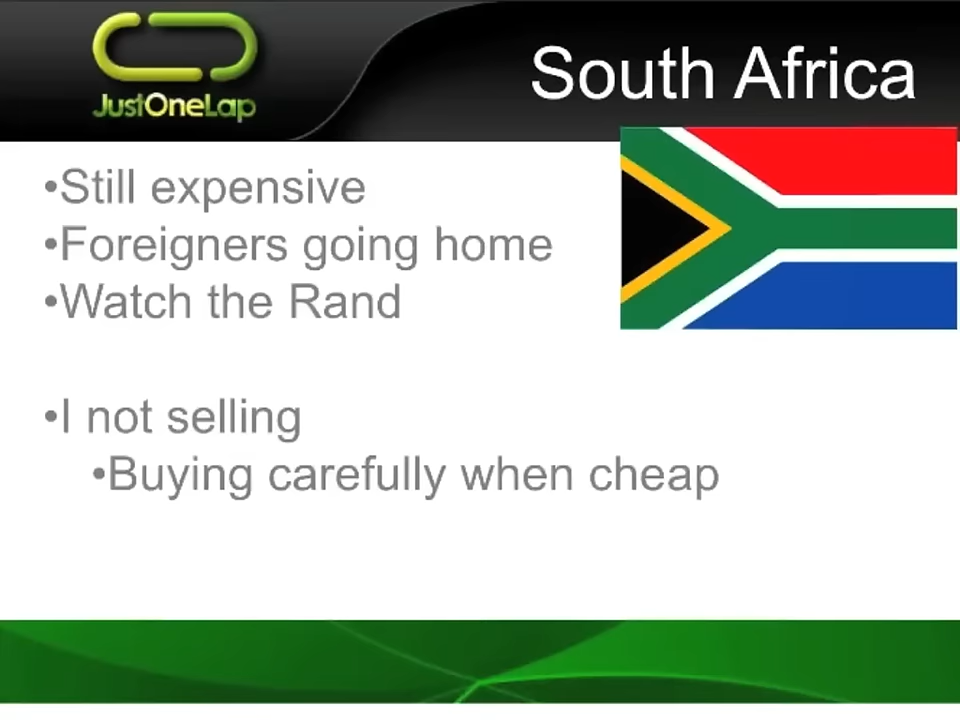 JustOneLap
South Africa
•Still expensive
•Foreigners going home
•Watch the Rand
•I not selling
•Buying carefully when cheap